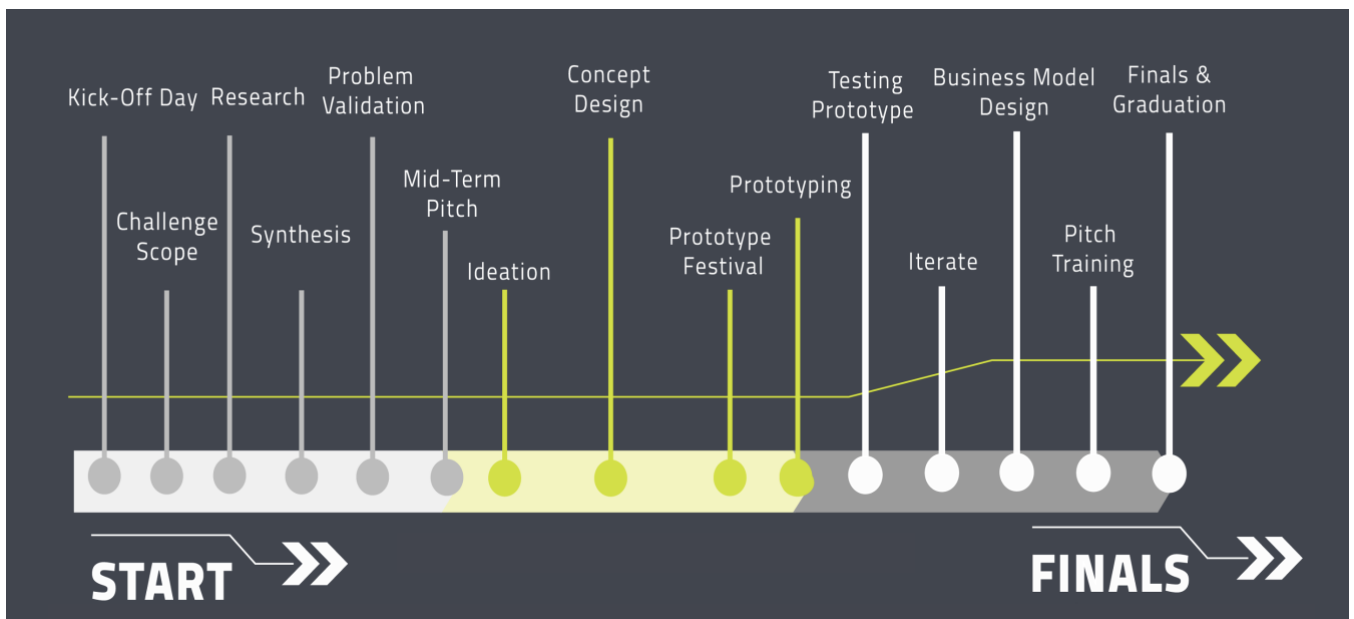 Kick-Off Day
Challenge
Scope
Research
Synthesis
Problem
Validation
Mid-Term
Pitch
Ideation
Concept
Design
Prototype
Festival
Prototyping
Testing
Prototype
Iterate
Business Model
Design
Pitch
Training
Finals &
Graduation
START
FINALS